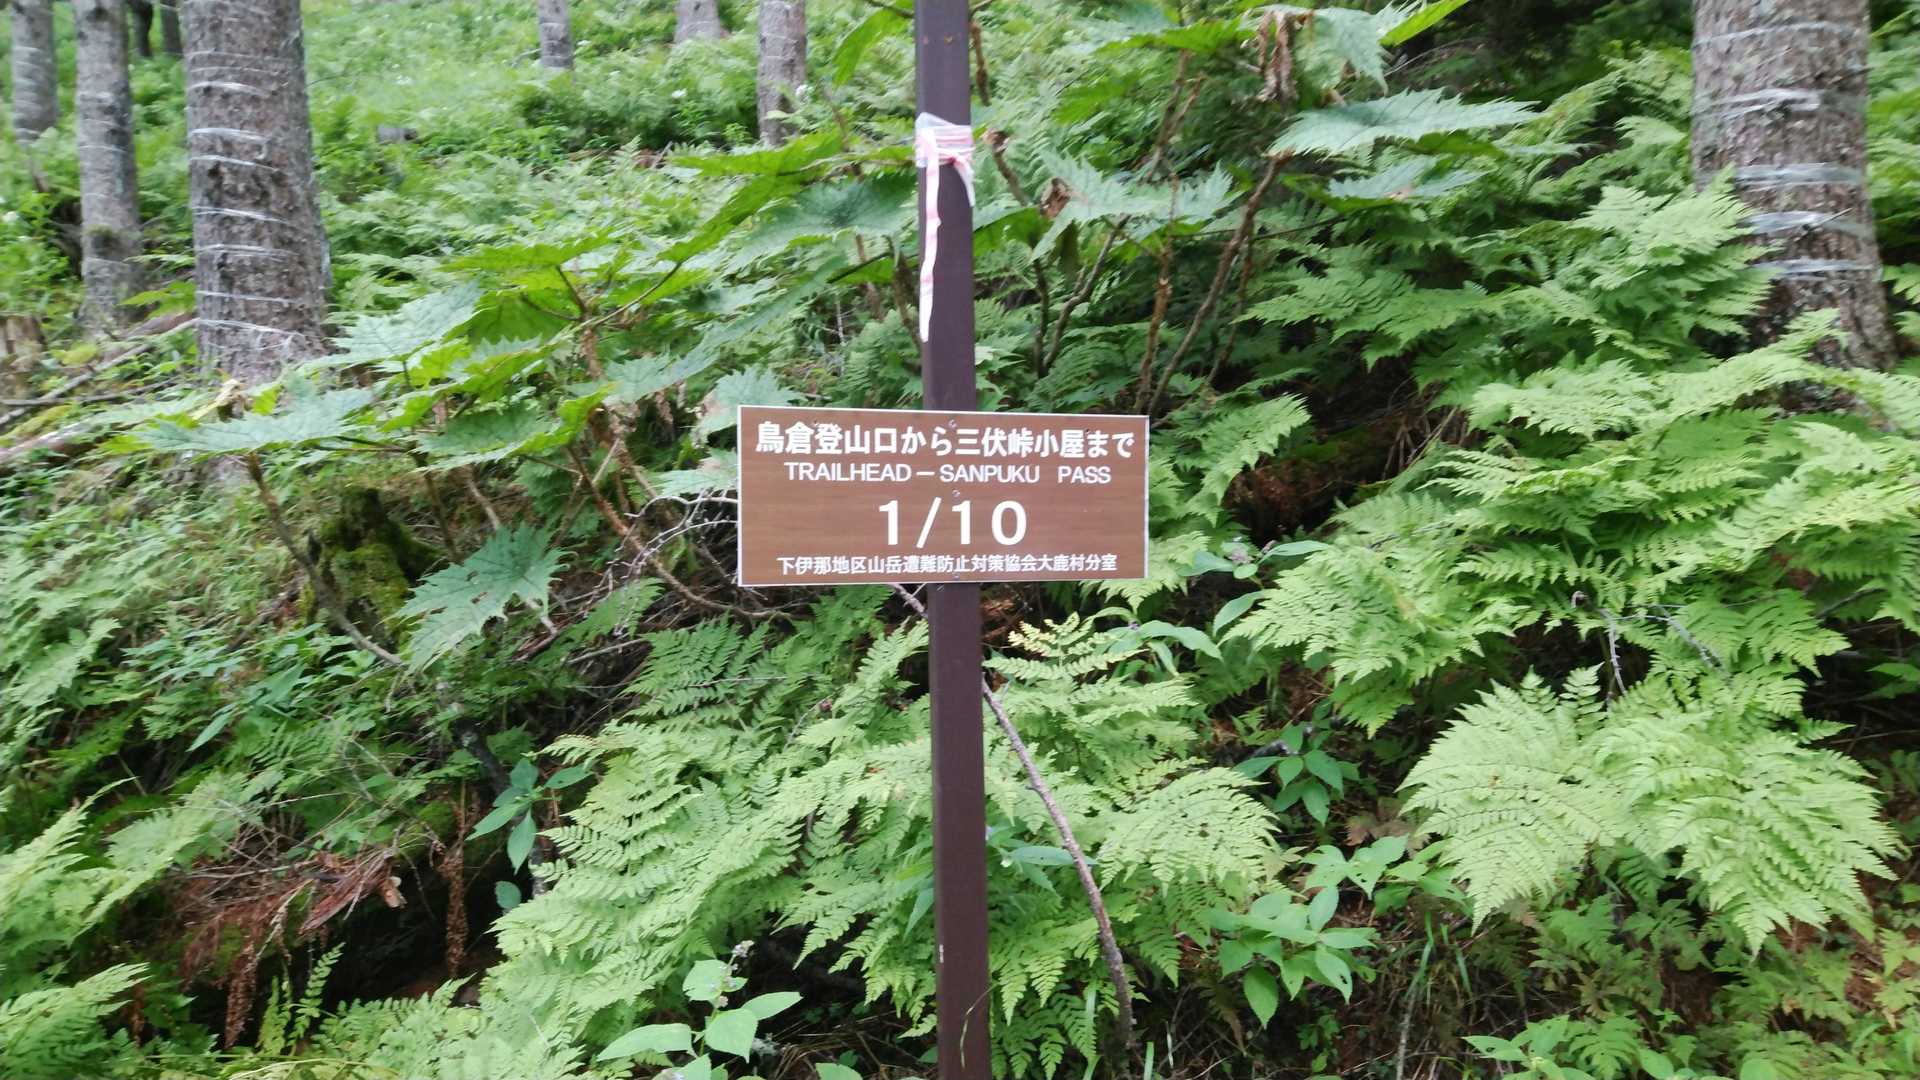 鳥倉登山口から三伏峠小屋まで
TRAILHEAD － SANPUKU PASS
1/10
下伊那地区山岳遭難防止対策協会大鹿村分室